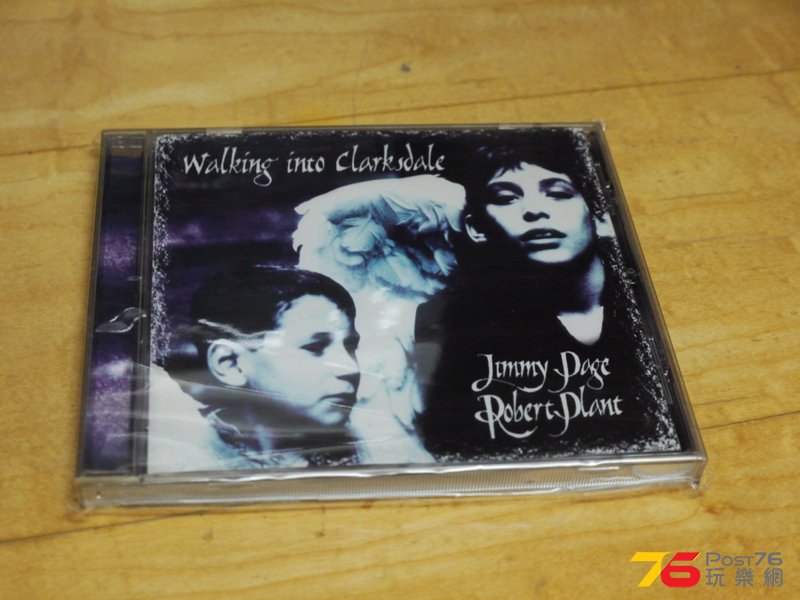 Walking into Clarksdale
Jimmy Page
Robert Plant
76 POST76
玩樂網